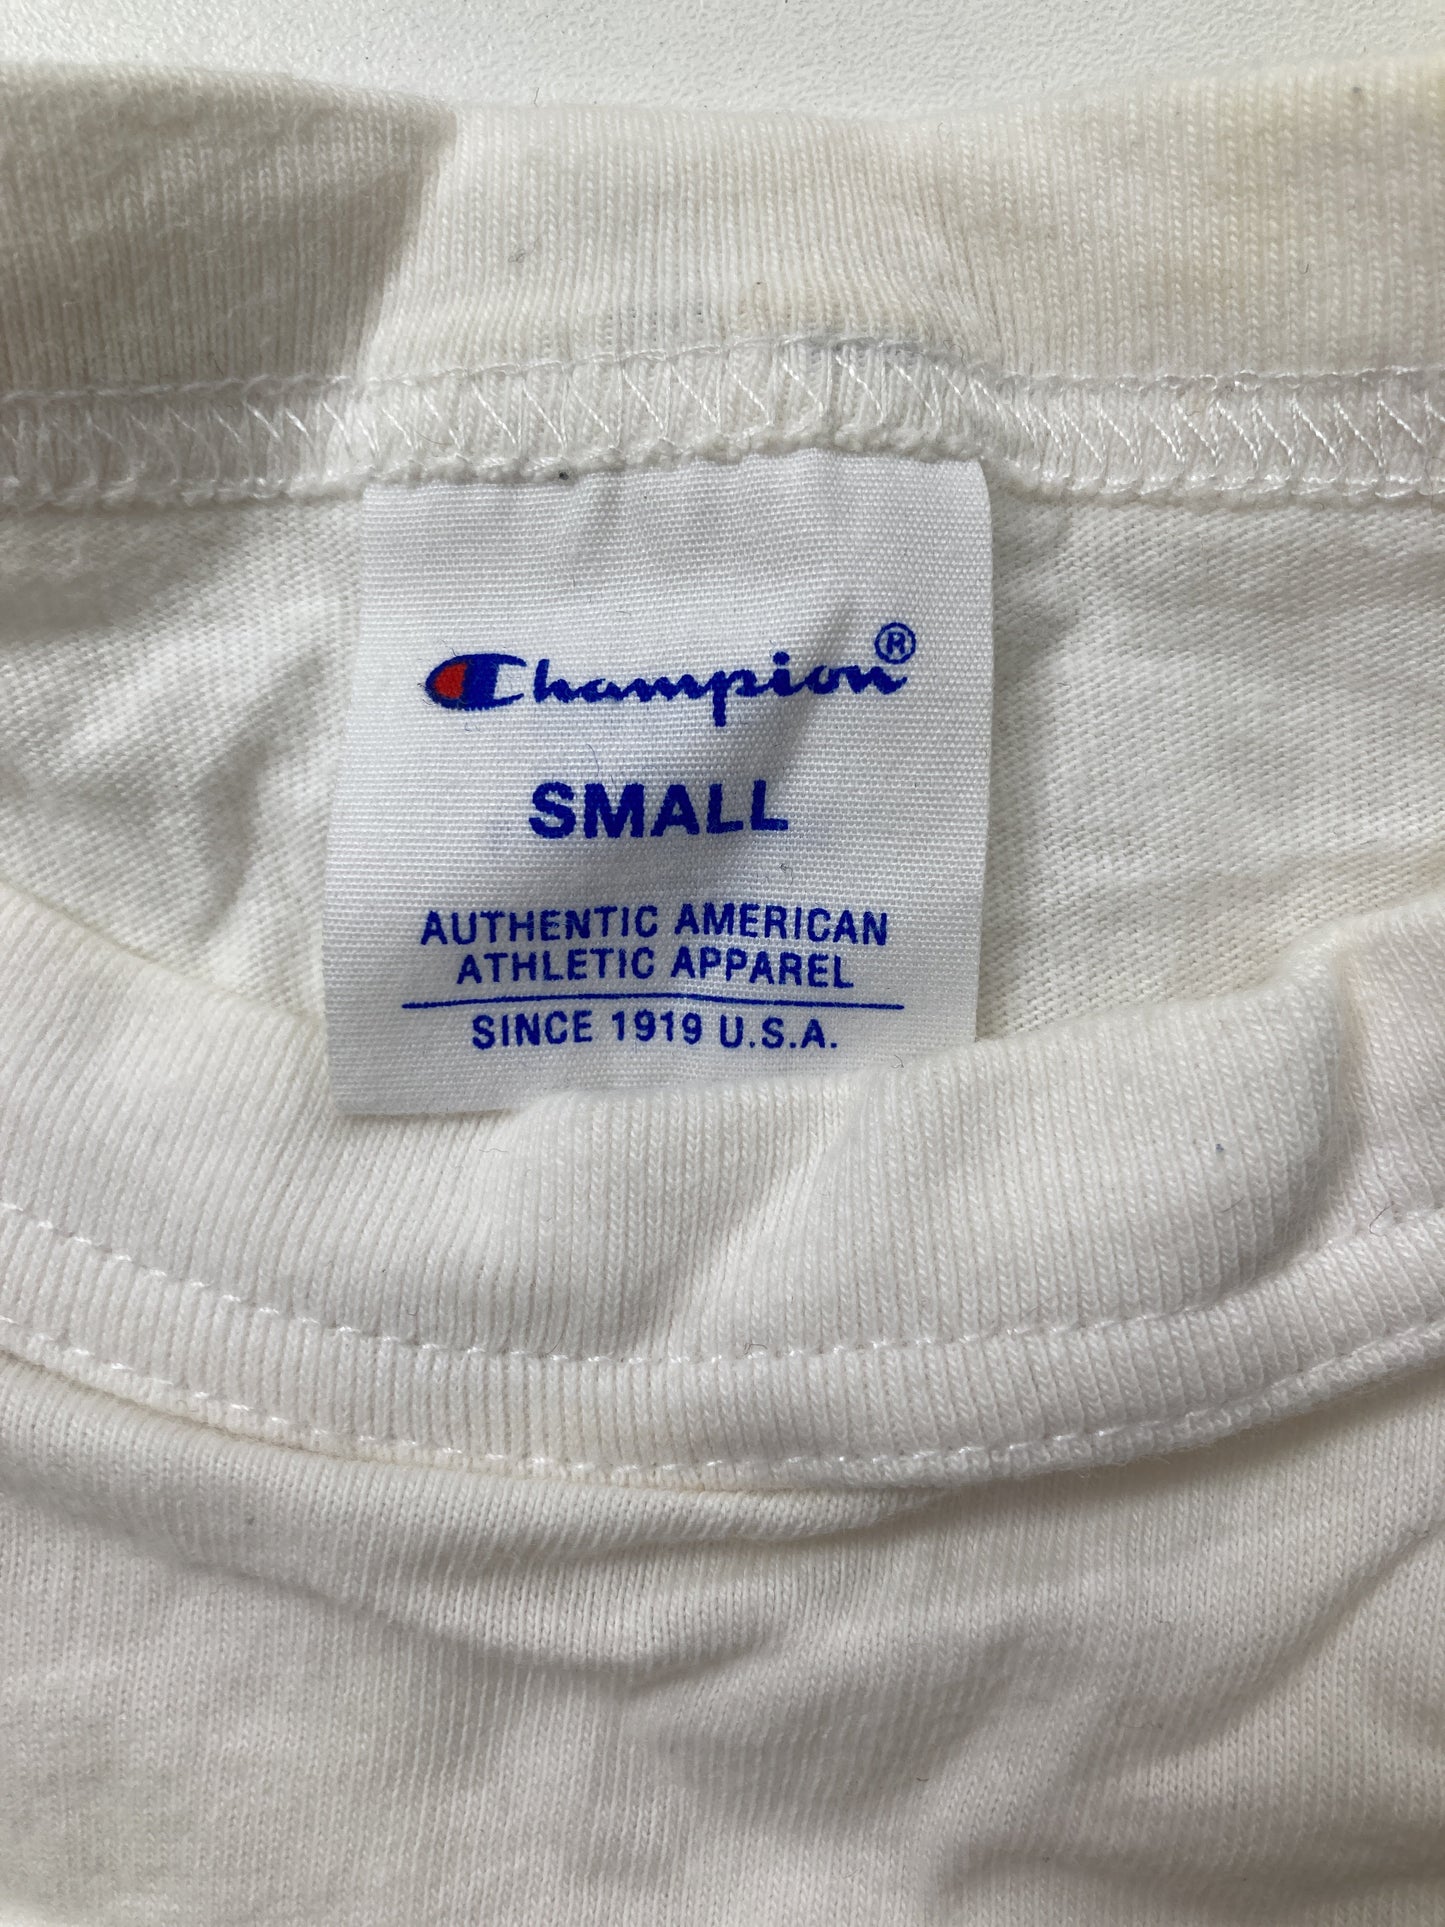 Champion®
SMALL
AUTHENTIC AMERICAN
ATHLETIC APPAREL
SINCE 1919 U.S.A.